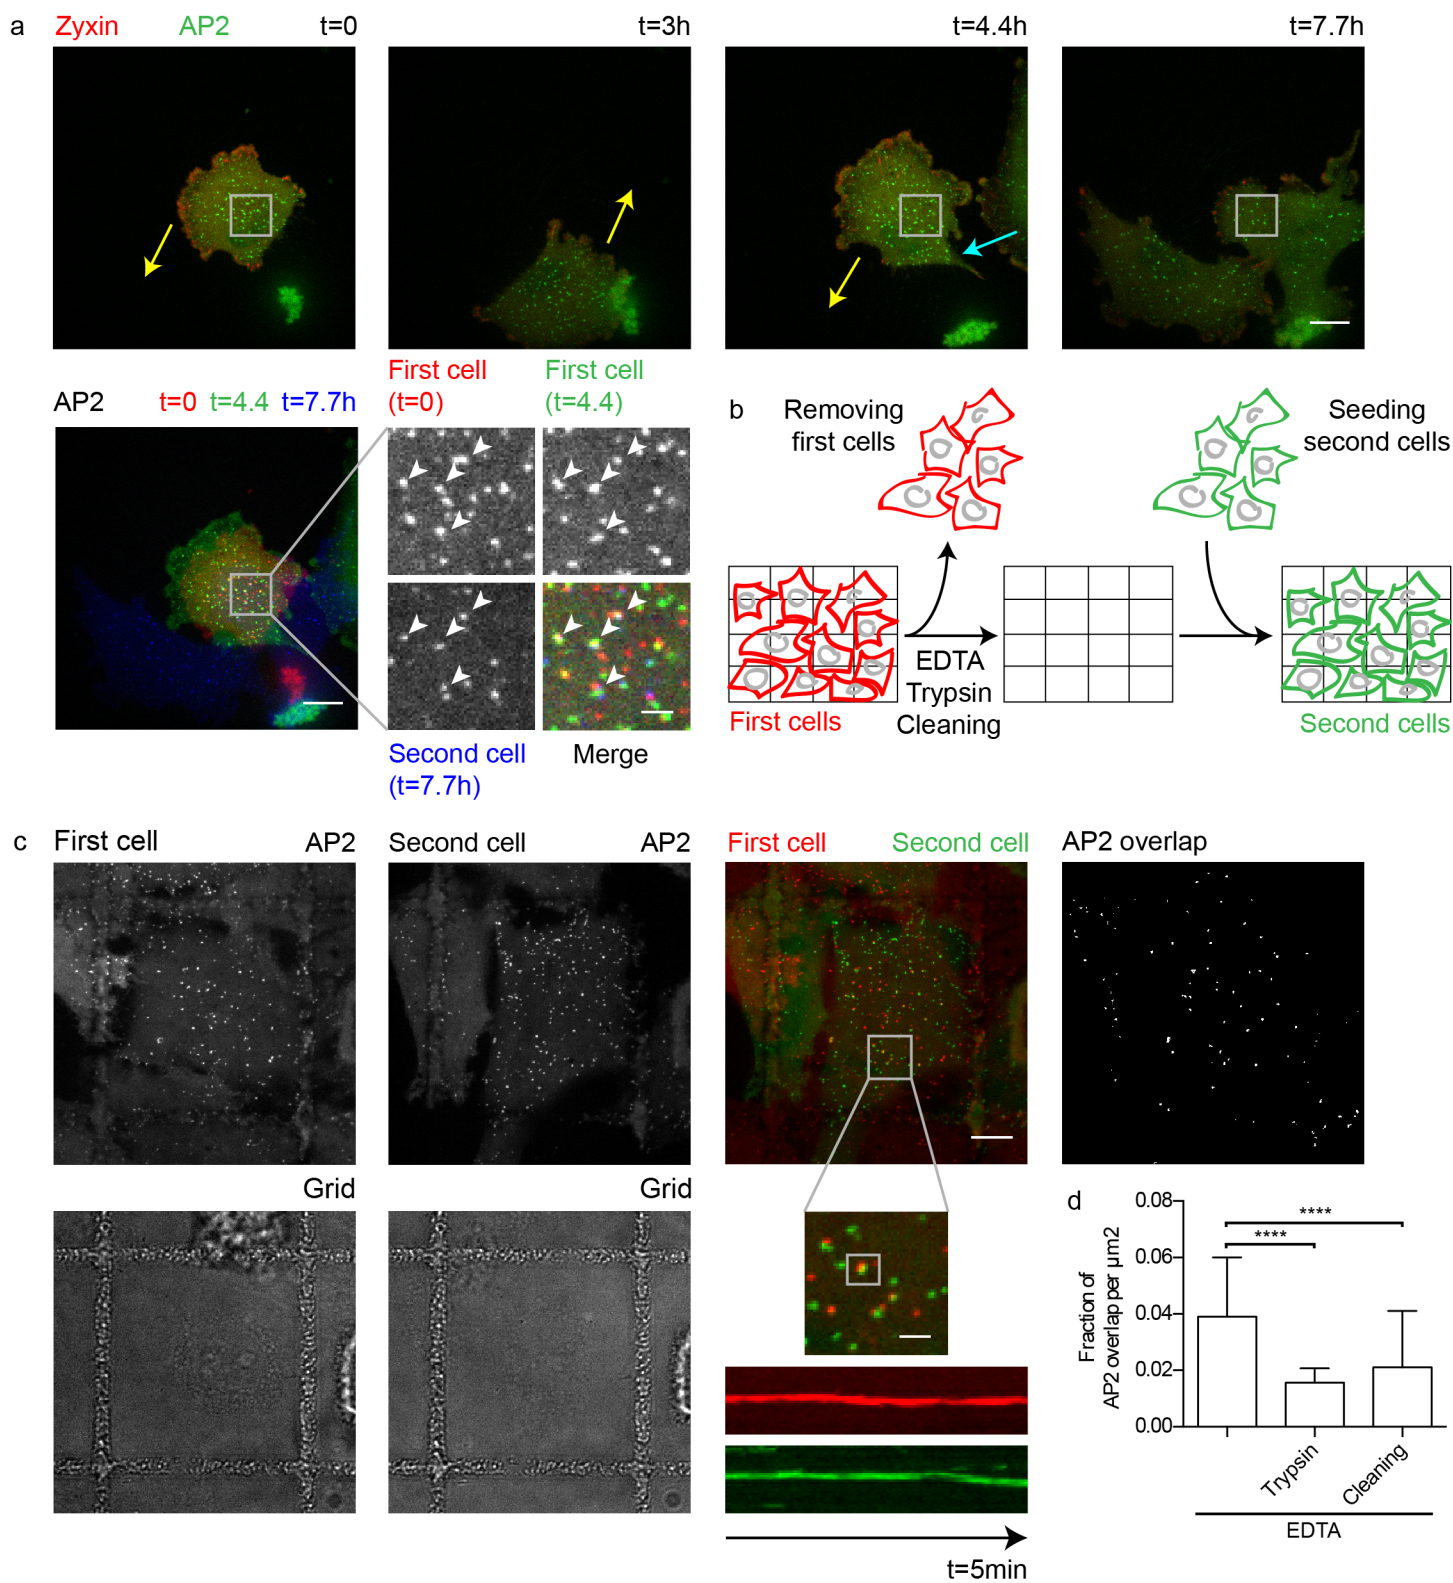 a
Zyxin AP2 t=0
t=3h
t=4.4h
t=7.7h
AP2 t=0 t=4.4 t=7.7h
First cell
(t=0)
First cell
(t=4.4)
Second cell
(t=7.7h)
Merge
b
Removing
first cells
Seeding
second cells
EDTA
Trypsin
Cleaning
First cells
Second cells
c
First cell AP2
Second cell AP2
First cell Second cell
AP2 overlap
Grid
Grid
t=5min
d
Fraction of
AP2 overlap per µm2
0.08
0.06
0.04
0.02
0.00
****
****
Trypsin
Cleaning
EDTA